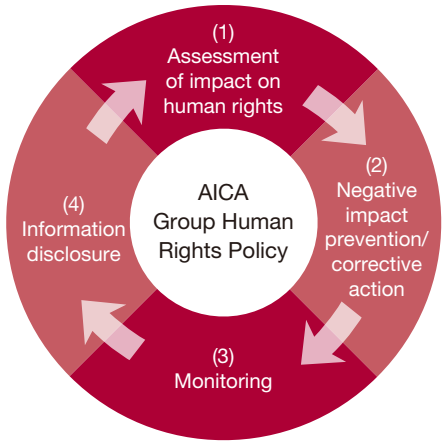 (1)
Assessment
of impact on
human rights
(2)
Negative
impact
prevention/
corrective
action
(3)
Monitoring
(4)
Information
disclosure
AICA
Group Human
Rights Policy